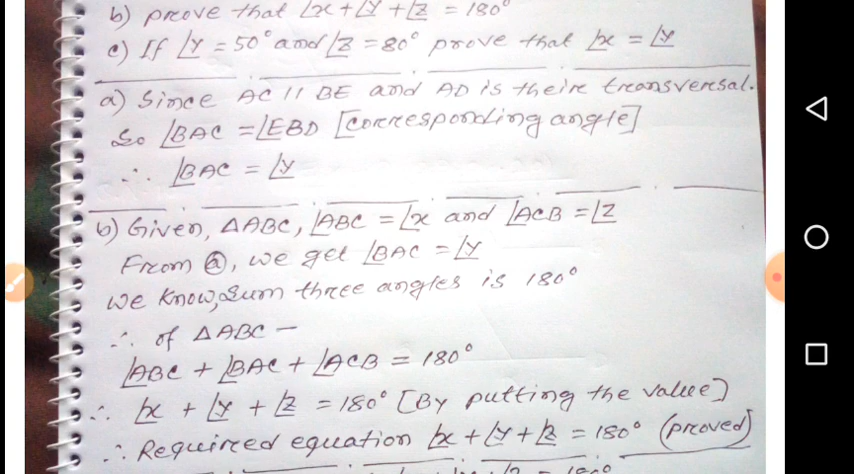 b) prove that ∠x + ∠y + ∠z = 180°
c) If ∠y = 50° and ∠z = 80° prove that ∠x = ∠y
a) Since AC || BE and AD is their transversal.
So ∠BAC = ∠EBD [corresponding angle]
∴ ∠BAC = ∠y
b) Given, △ABC, ∠ABC = ∠x and ∠ACB = ∠z
From ⓐ, we get ∠BAC = ∠y
we know, sum three angles is 180°
∴ of △ABC —
∠ABC + ∠BAC + ∠ACB = 180°
∴ ∠x + ∠y + ∠z = 180° [By putting the value]
∴ Required equation ∠x + ∠y + ∠z = 180° (proved)